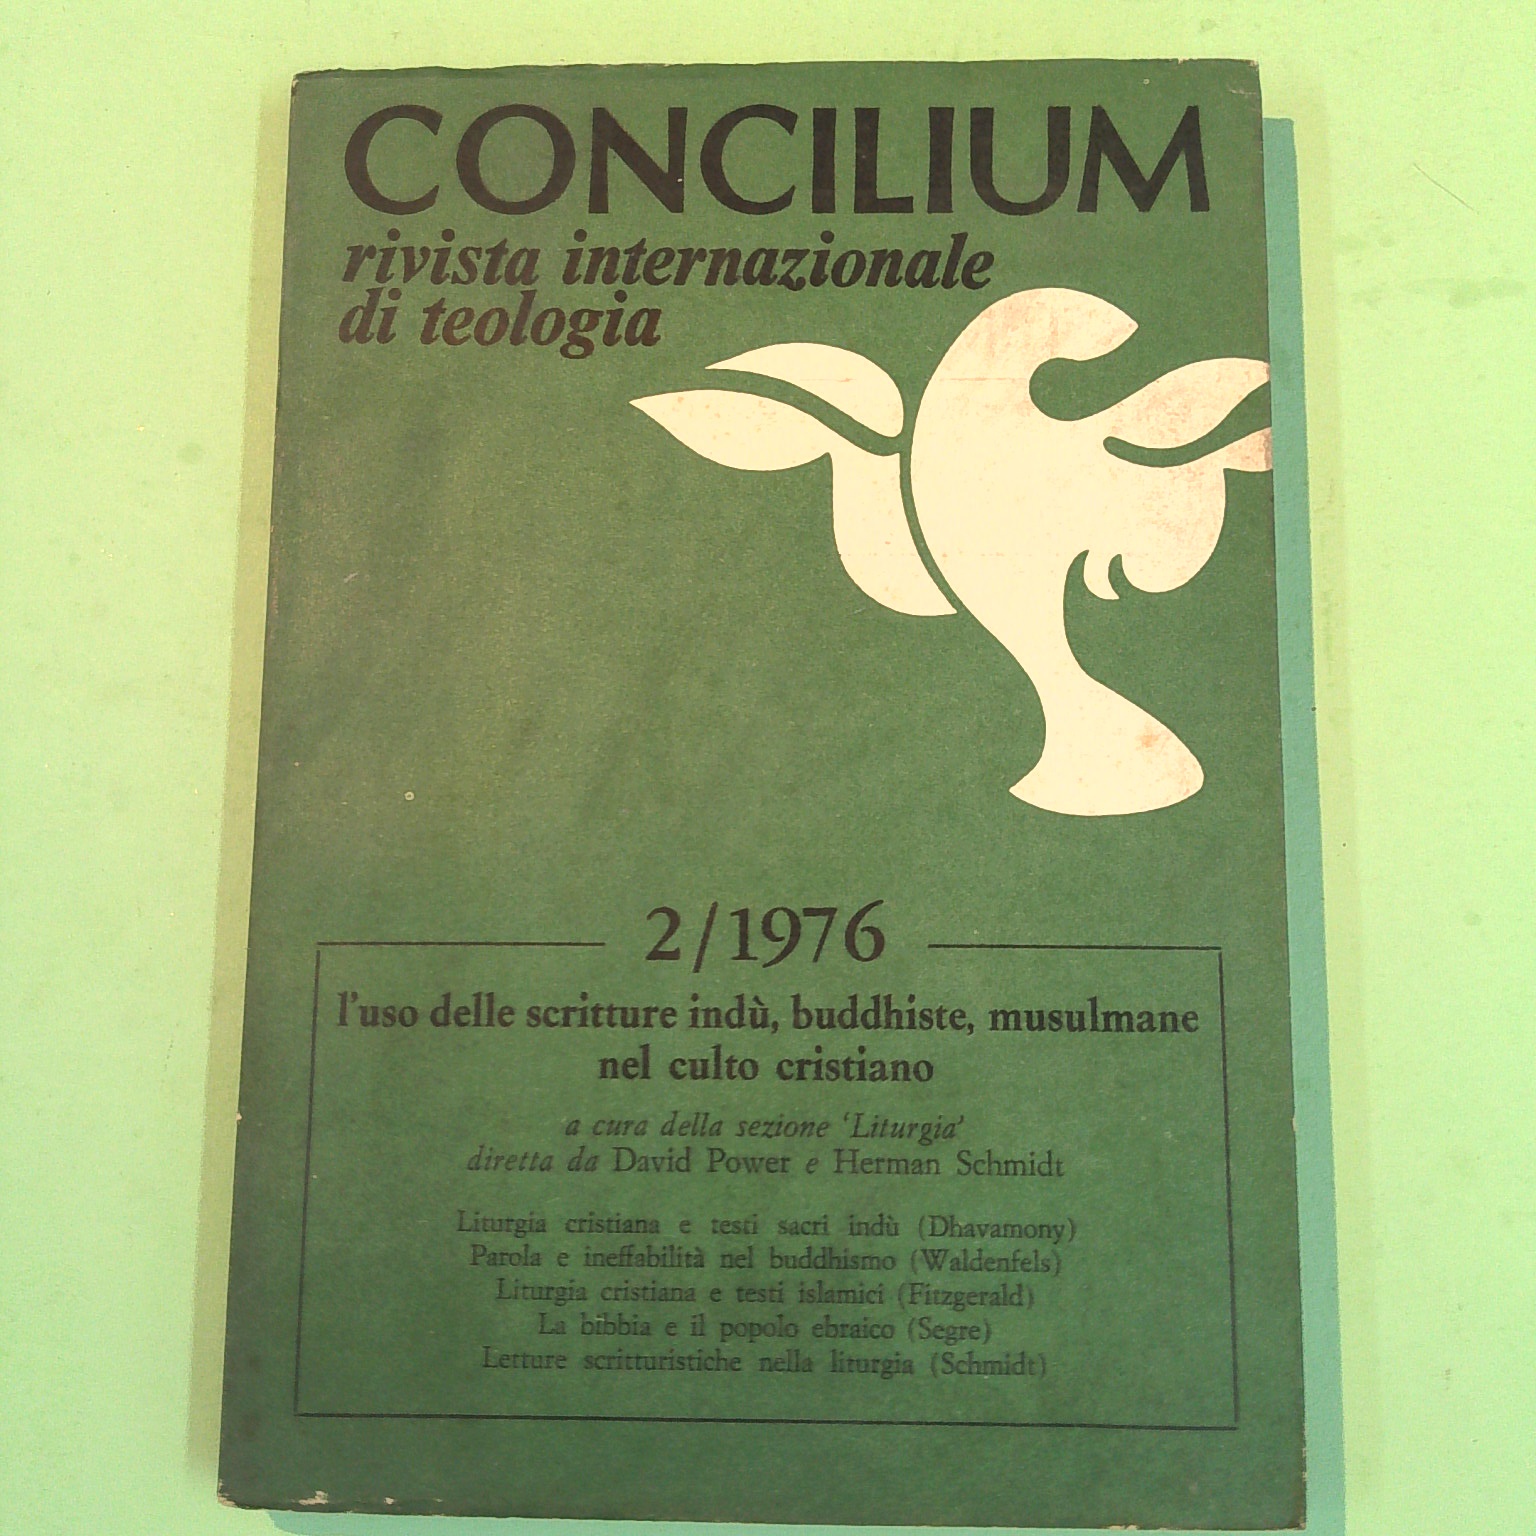 CONCILIUM
rivista internazionale
di teologia
2/1976
l'uso delle scritture indù, buddhiste, musulmane
nel culto cristiano
a cura della sezione ‘Liturgia’
diretta da David Power e Herman Schmidt
Liturgia cristiana e testi sacri indù (Dhavamony)
Parola e ineffabilità nel buddhismo (Waldenfels)
Liturgia cristiana e testi islamici (Fitzgerald)
La bibbia e il popolo ebraico (Segre)
Letture scritturistiche nella liturgia (Schmidt)